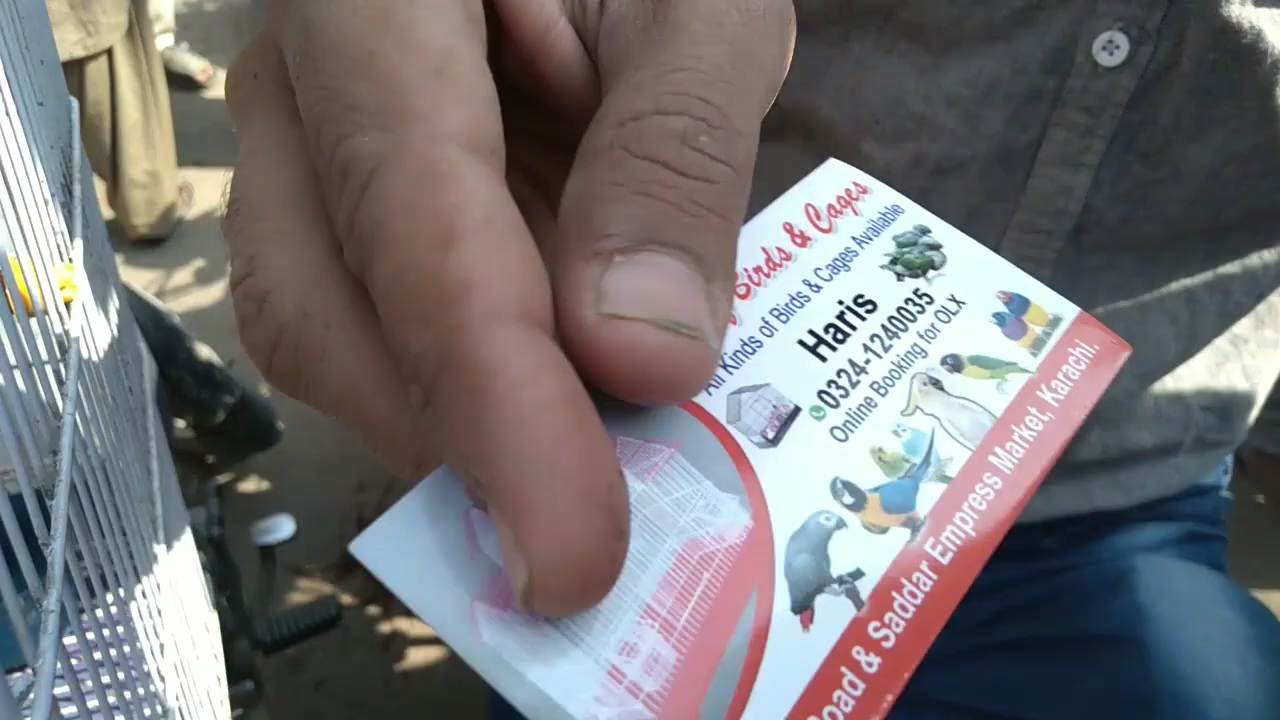 Birds & Cages
All Kinds of Birds & Cages Available
Haris
0324-1240035
Online Booking for OLX
Road & Saddar Empress Market, Karachi.